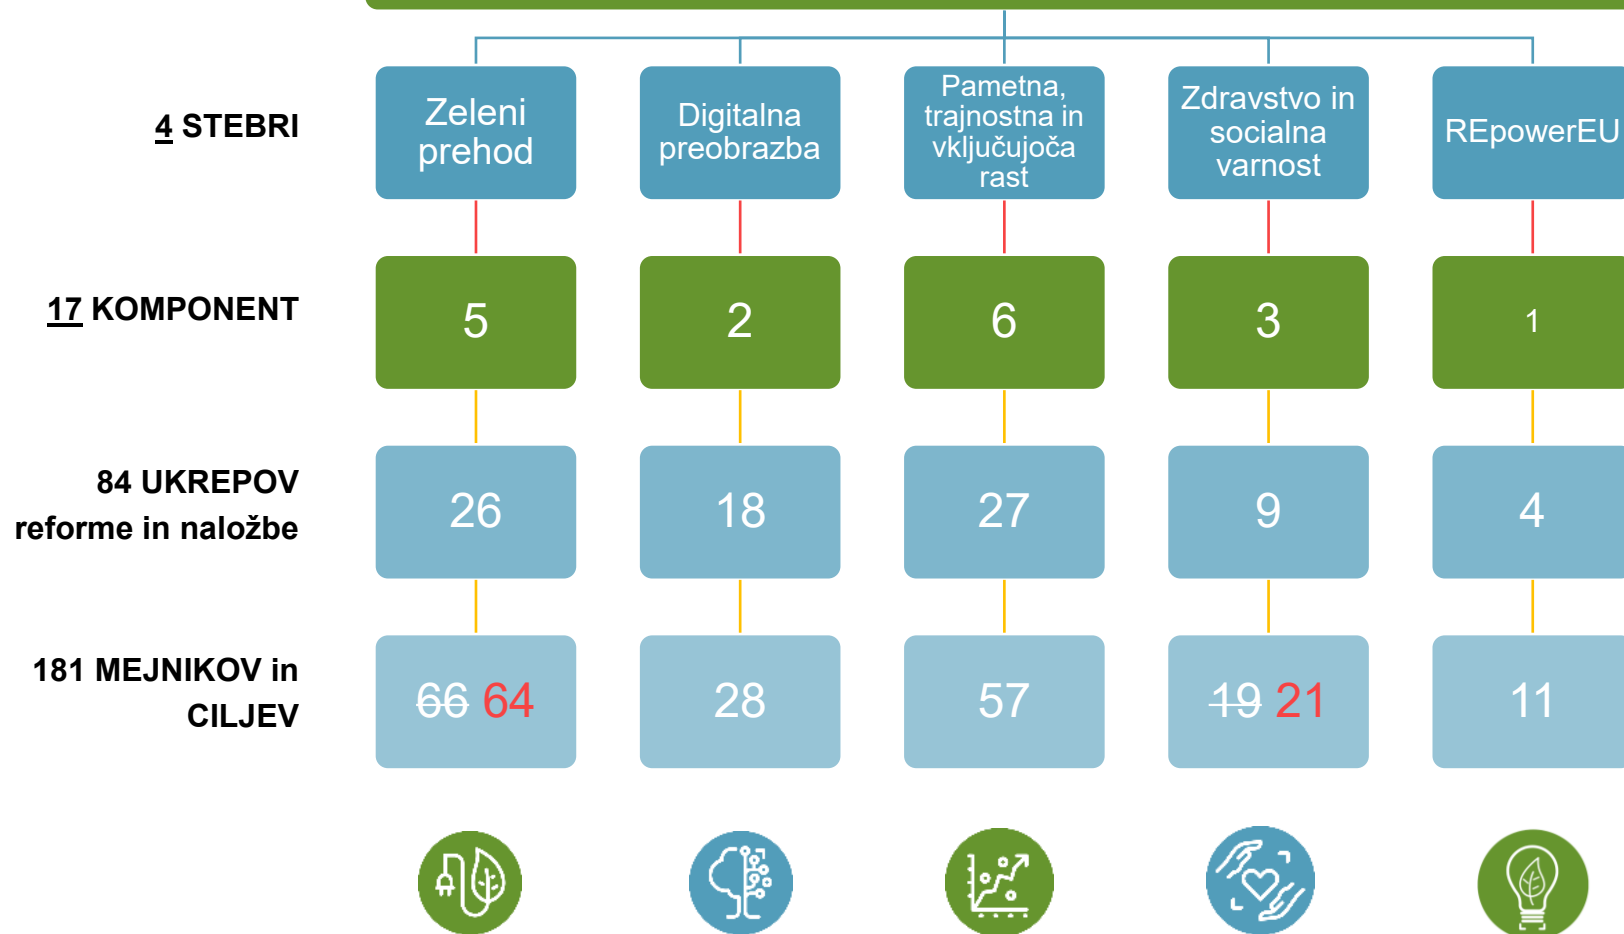 4 STEBRI
Zeleni
prehod
Digitalna
preobrazba
Pametna,
trajnostna in
vključujoča
rast
Zdravstvo in
socialna
varnost
REpowerEU
17 KOMPONENT
5
2
6
3
1
84 UKREPOV
reforme in naložbe
26
18
27
9
4
181 MEJNIKOV in
CILJEV
66 64
28
57
19 21
11